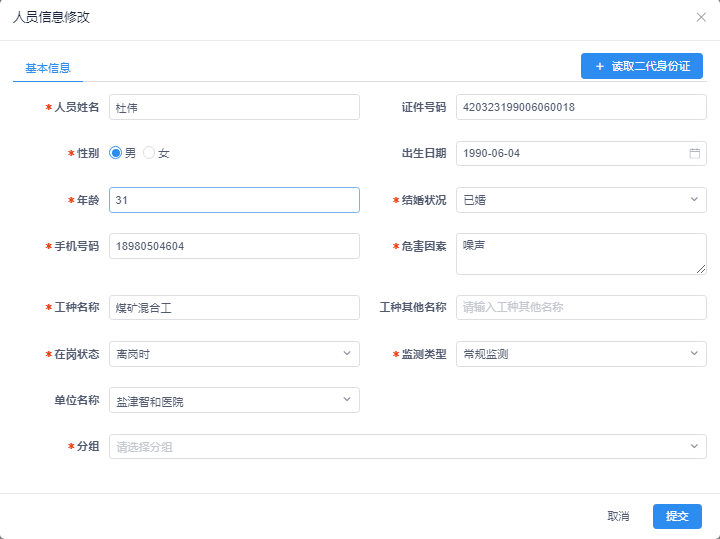 人员信息修改
基本信息
+ 读取二代身份证
* 人员姓名 杜伟 证件号码 420323199006060018
* 性别 男 女 出生日期 1990-06-04
* 年龄 31 * 结婚状况 已婚
* 手机号码 18980504604 * 危害因素 噪声
* 工种名称 煤矿混合工 工种其他名称 请输入工种其他名称
* 在岗状态 离岗时 * 监测类型 常规监测
单位名称 盐津智和医院
* 分组 请选择分组
取消 提交